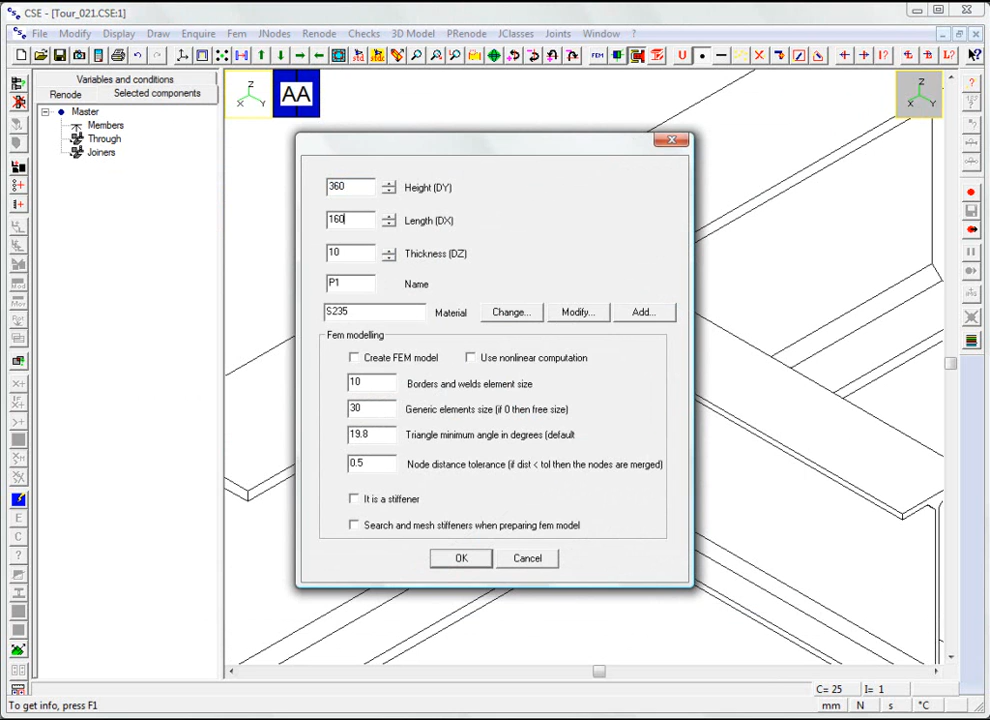 CSE - [Tour_021.CSE:1]
File Modify Display Draw Enquire Fem JNodes Renode Checks 3D Model PRenode JClasses Joints Window ?
FEM
U
I?
L?
Variables and conditions
Renode Selected components
Master
Members
Through
Joiners
Z
X Y
AA
Z
X Y
360 Height (DY)
160 Length (DX)
10 Thickness (DZ)
P1 Name
S235 Material Change... Modify... Add...
Fem modelling
Create FEM model Use nonlinear computation
10 Borders and welds element size
30 Generic elements size (if 0 then free size)
19.8 Triangle minimum angle in degrees (default
0.5 Node distance tolerance (if dist < tol then the nodes are merged)
It is a stiffener
Search and mesh stiffeners when preparing fem model
OK Cancel
E
C
?
C= 25 I= 1
To get info, press F1 mm N s °C